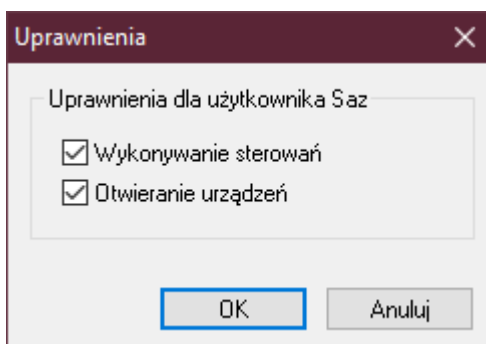 Uprawnienia
Uprawnienia dla użytkownika Saz
Wykonywanie sterowań
Otwieranie urządzeń
OK
Anuluj